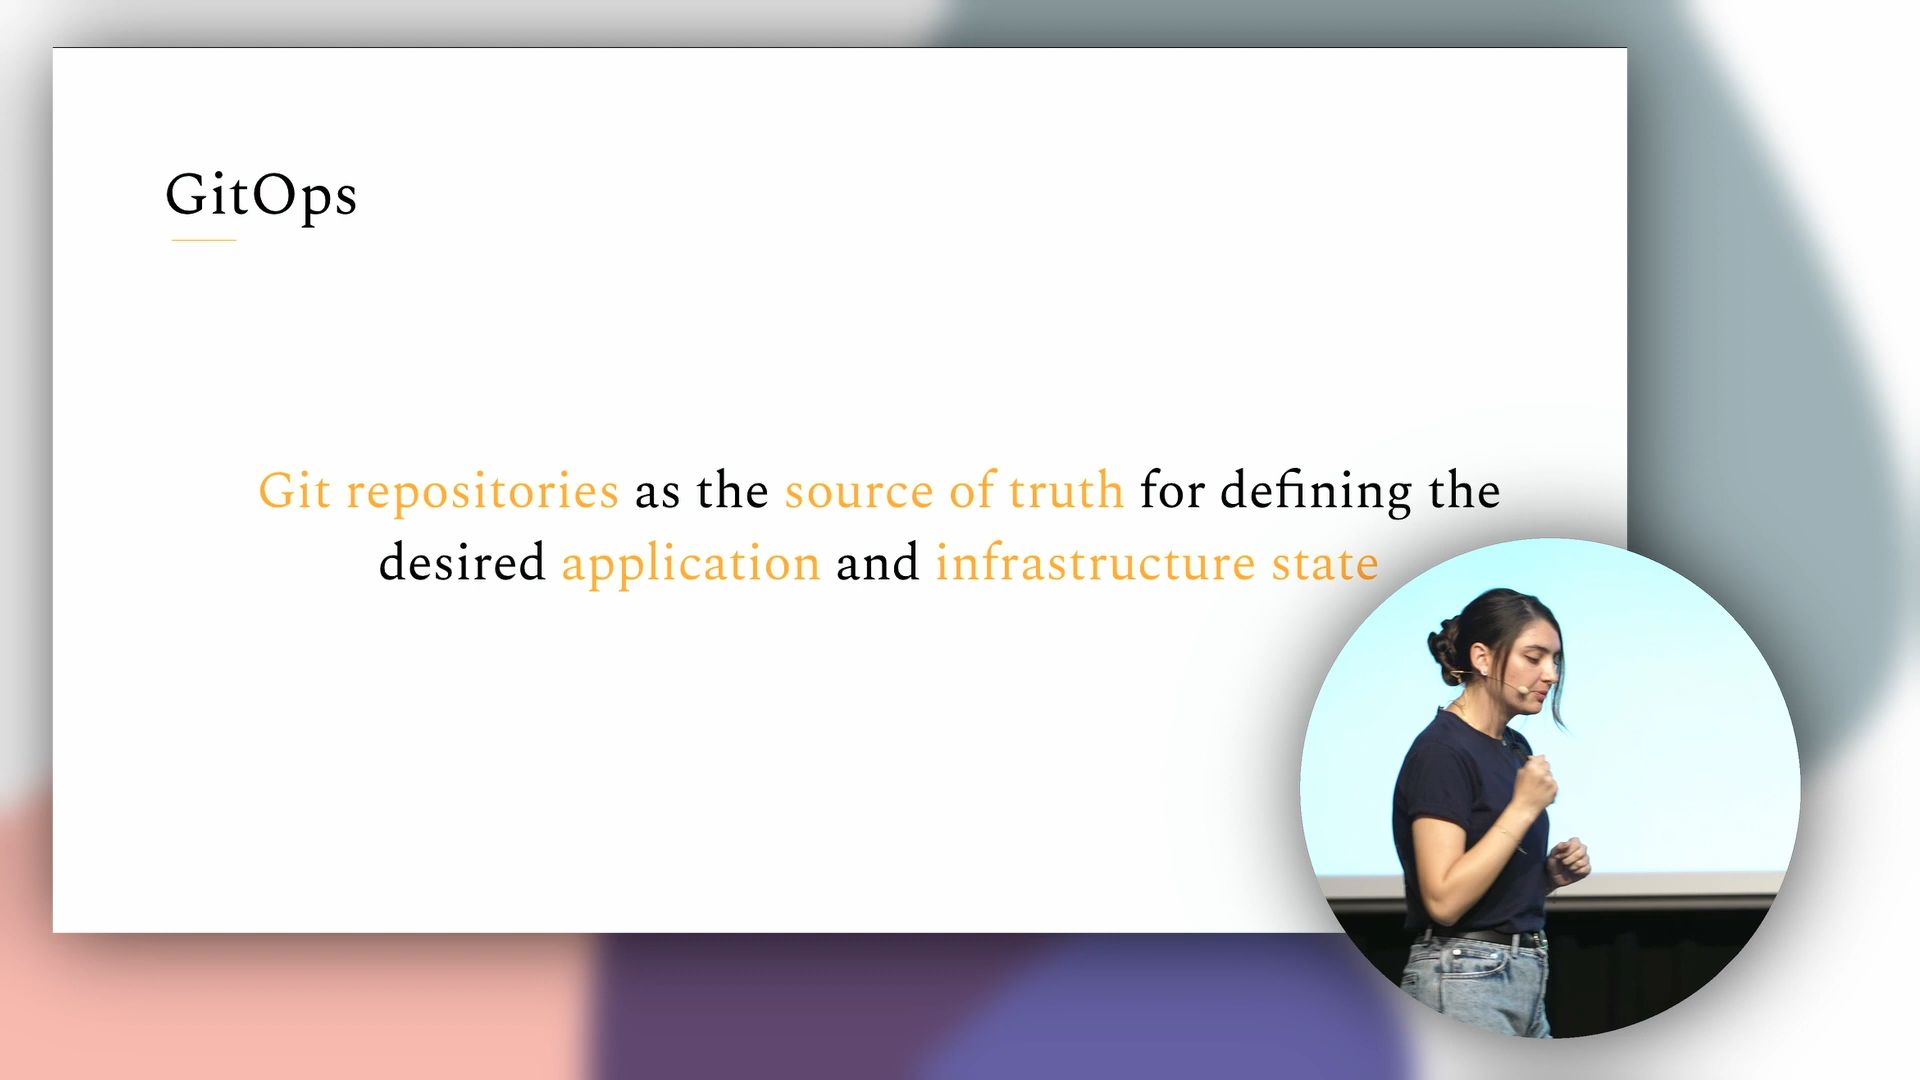 GitOps
Git repositories as the source of truth for defining the
desired application and infrastructure state